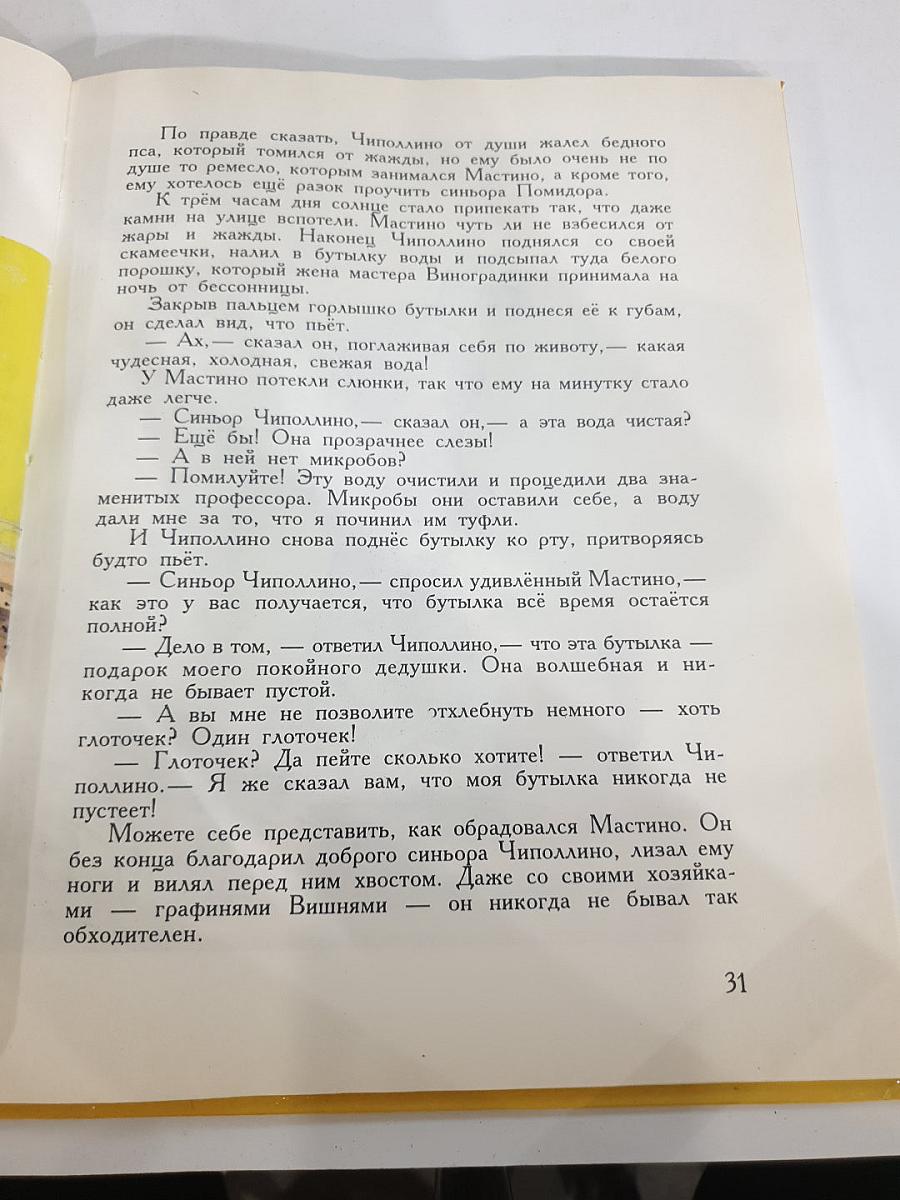 По правде сказать, Чиполлино от души жалел бедного
пса, который томился от жажды, но ему было очень не по
душе то ремесло, которым занимался Мастино, а кроме того,
ему хотелось ещё разок проучить синьора Помидора.
К трём часам дня солнце стало припекать так, что даже
камни на улице вспотели. Мастино чуть ли не взбесился от
жары и жажды. Наконец Чиполлино поднялся со своей
скамеечки, налил в бутылку воды и подсыпал туда белого
порошку, который жена мастера Виноградинки принимала на
ночь от бессонницы.
Закрыв пальцем горлышко бутылки и поднеся её к губам,
он сделал вид, что пьёт.
— Ах,— сказал он, поглаживая себя по животу,— какая
чудесная, холодная, свежая вода!
У Мастино потекли слюнки, так что ему на минутку стало
даже легче.
— Синьор Чиполлино,— сказал он,— а эта вода чистая?
— Ещё бы! Она прозрачнее слезы!
— А в ней нет микробов?
— Помилуйте! Эту воду очистили и процедили два зна-
менитых профессора. Микробы они оставили себе, а воду
дали мне за то, что я починил им туфли.
И Чиполлино снова поднёс бутылку ко рту, притворяясь
будто пьёт.
— Синьор Чиполлино,— спросил удивлённый Мастино,—
как это у вас получается, что бутылка всё время остаётся
полной?
— Дело в том, — ответил Чиполлино,— что эта бутылка —
подарок моего покойного дедушки. Она волшебная и ни-
когда не бывает пустой.
— А вы мне не позволите отхлебнуть немного — хоть
глоточек? Один глоточек!
— Глоточек? Да пейте сколько хотите! — ответил Чи-
поллино.— Я же сказал вам, что моя бутылка никогда не
пустеет!
Можете себе представить, как обрадовался Мастино. Он
без конца благодарил доброго синьора Чиполлино, лизал ему
ноги и вилял перед ним хвостом. Даже со своими хозяйка-
ми — графинями Вишнями — он никогда не бывал так
обходителен.
31